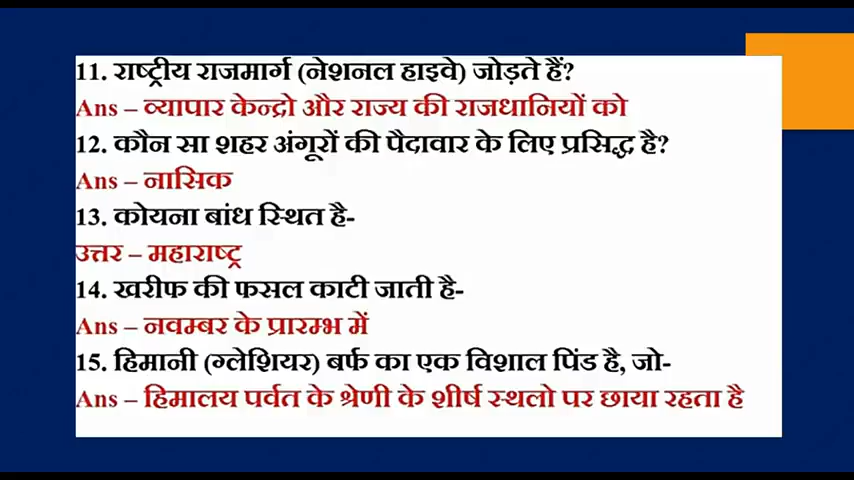 11. राष्ट्रीय राजमार्ग (नेशनल हाइवे) जोड़ते हैं?
Ans – व्यापार केन्द्रो और राज्य की राजधानियों को
12. कौन सा शहर अंगूरों की पैदावार के लिए प्रसिद्ध है?
Ans – नासिक
13. कोयना बांध स्थित है-
उत्तर – महाराष्ट्र
14. खरीफ की फसल काटी जाती है-
Ans – नवम्बर के प्रारम्भ में
15. हिमानी (ग्लेशियर) बर्फ का एक विशाल पिंड है, जो-
Ans – हिमालय पर्वत के श्रेणी के शीर्ष स्थलो पर छाया रहता है